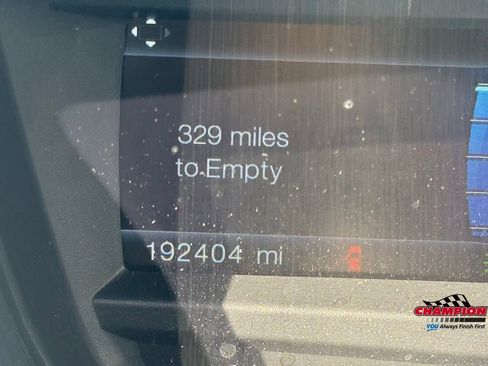 329 miles
to Empty
192404 mi
CHAMPION
YOU Always Finish First